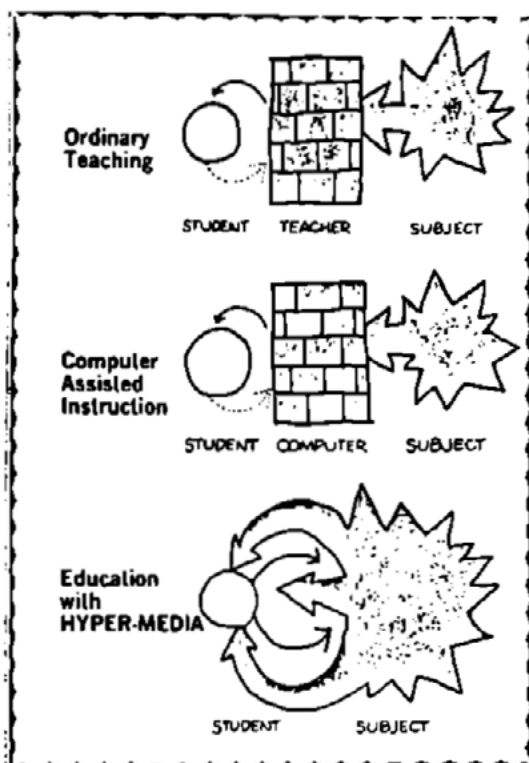 Ordinary
Teaching
STUDENT TEACHER SUBJECT
Computer
Assisted
Instruction
STUDENT COMPUTER SUBJECT
Education
with
HYPER-MEDIA
STUDENT SUBJECT